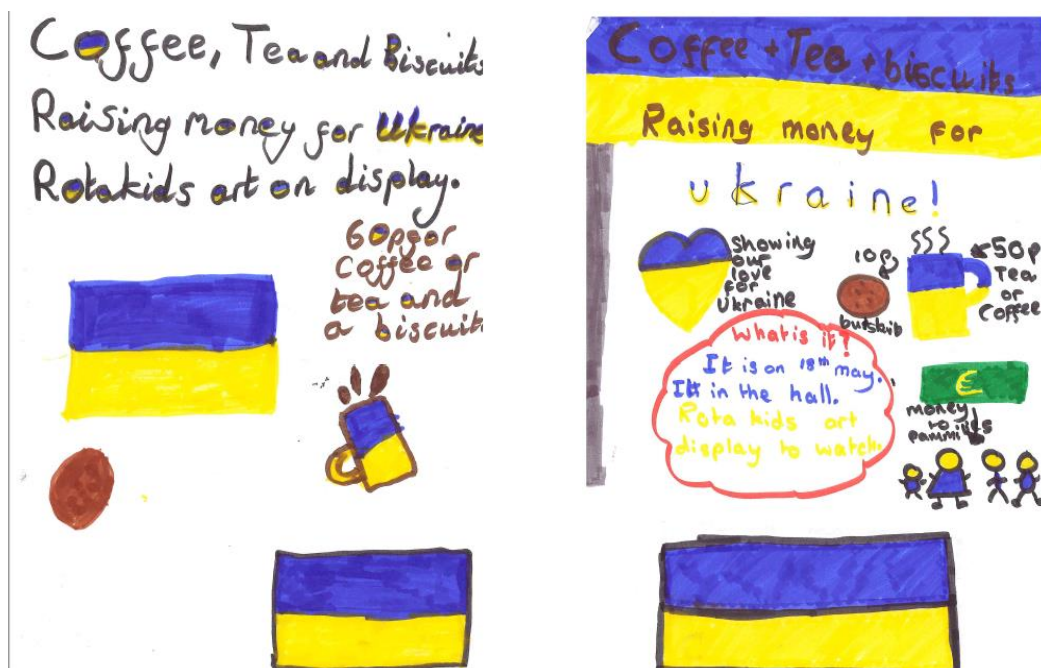 Coffee, Tea and Biscuits
Raising money for Ukraine
Rotakids art on display.
60p for
Coffee or
tea and
a biscuit
Coffee + Tea + biscuits
Raising money for
ukraine!
Showing
our
love
for
Ukraine
10p
butskit
50p
Tea
or
Coffee
What is it!
It is on 18th may.
It in the hall.
Rota kids art
display to watch.
£
money
to